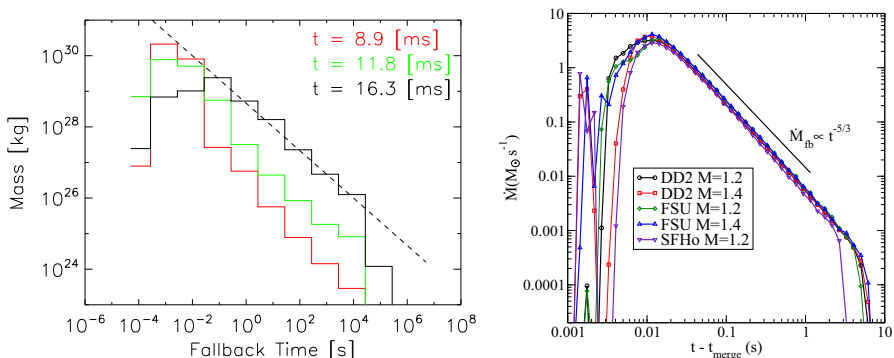 t = 8.9 [ms]
t = 11.8 [ms]
t = 16.3 [ms]
Mass [kg]
10^30
10^28
10^26
10^24
10^-6 10^-4 10^-2 10^0 10^2 10^4 10^6 10^8
Fallback Time [s]
Ṁ(M⊙ s^-1)
10
1
0.1
0.01
0.001
0.0001
Ṁfb ∝ t^-5/3
DD2 M=1.2
DD2 M=1.4
FSU M=1.2
FSU M=1.4
SFHo M=1.2
0.001 0.01 0.1 1 10
t - tmerge (s)